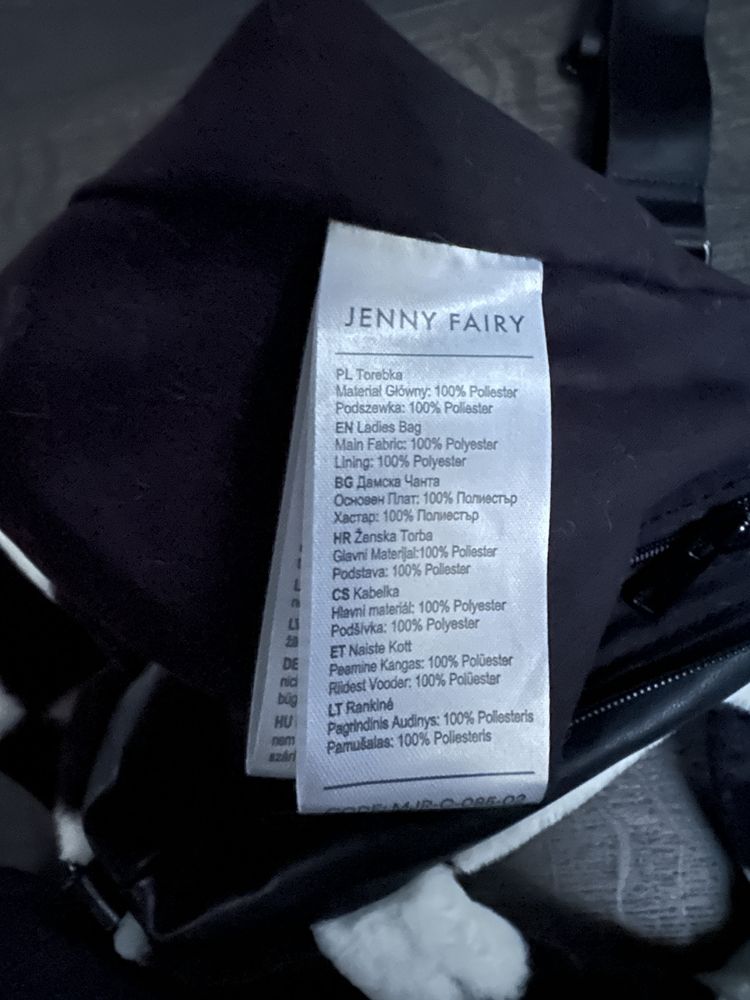 JENNY FAIRY
PL Torebka
Materiał Główny: 100% Poliester
Podszewka: 100% Poliester
EN Ladies Bag
Main Fabric: 100% Polyester
Lining: 100% Polyester
BG Дамска Чанта
Основен Плат: 100% Полиестър
Хастар: 100% Полиестър
HR Ženska Torba
Glavni Materijal:100% Poliester
Podstava: 100% Poliester
CS Kabelka
Hlavní materiál: 100% Polyester
Podšívka: 100% Polyester
ET Naiste Kott
Peamine Kangas: 100% Polüester
Riidest Vooder: 100% Polüester
LT Rankinė
Pagrindinis Audinys: 100% Poliesteris
Pamušalas: 100% Poliesteris
DE
HU
nem